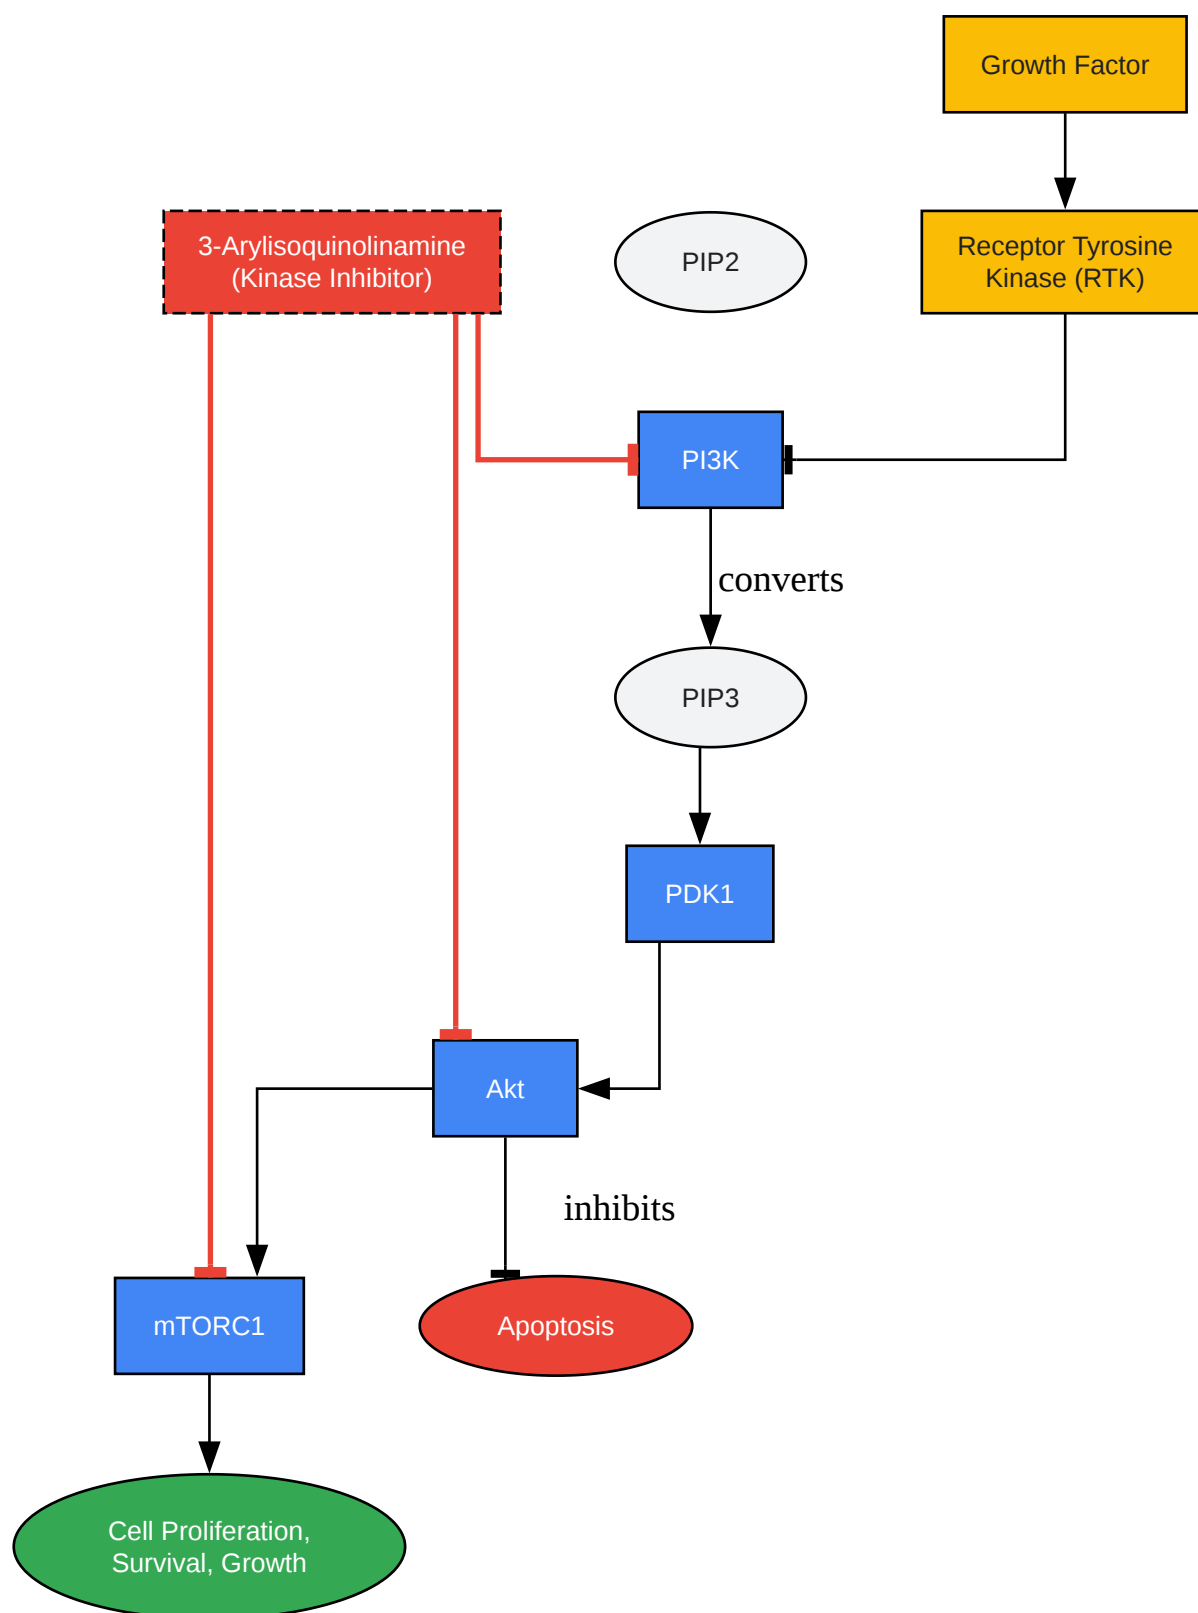 Growth Factor
3-Arylisoquinolinamine
(Kinase Inhibitor)
PIP2
Receptor Tyrosine
Kinase (RTK)
PI3K
converts
PIP3
PDK1
Akt
inhibits
mTORC1
Apoptosis
Cell Proliferation,
Survival, Growth